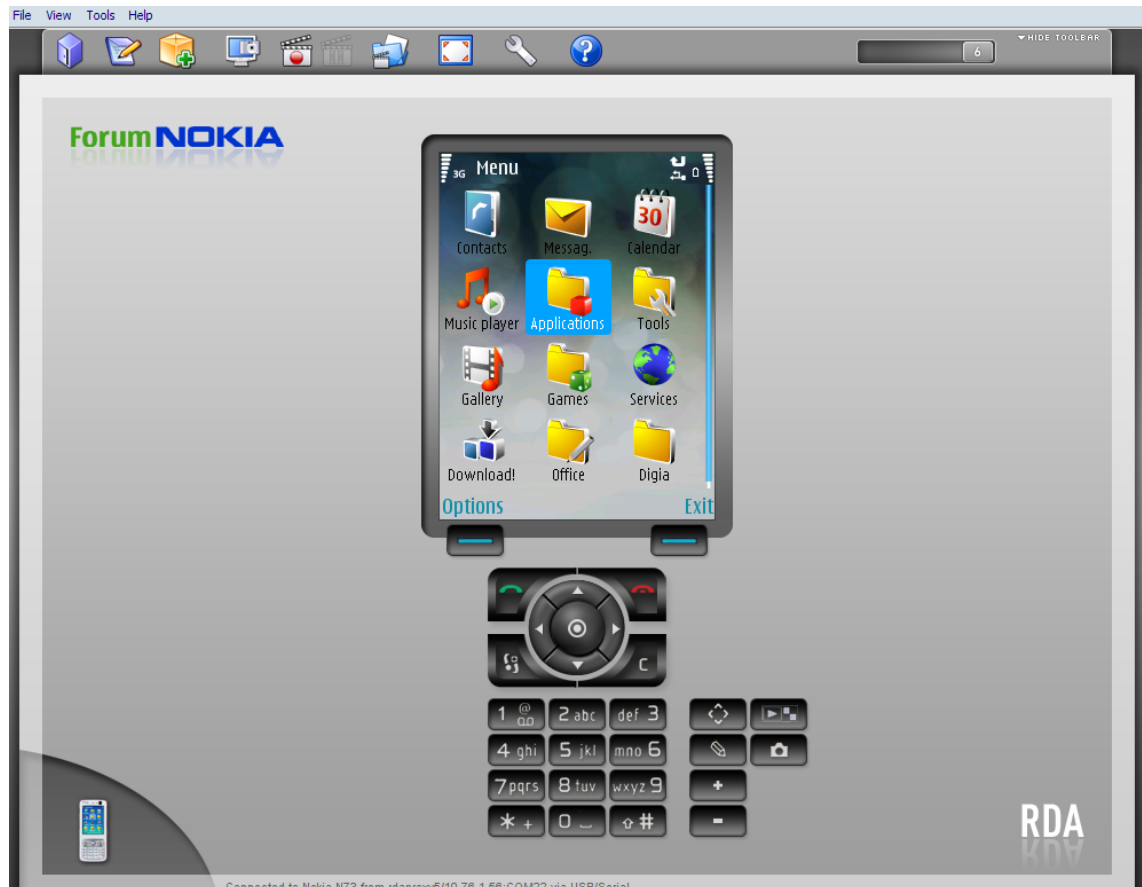 File View Tools Help
6
HIDE TOOLBAR
Forum NOKIA
3G Menu
30
Contacts Messag. Calendar
Music player Applications Tools
Gallery Games Services
Download! Office Digia
Options Exit
C
1 @ 2 abc def 3
4 ghi 5 jkl mno 6
7 pqrs 8 tuv wxyz 9
* + 0 #
+
-
RDA